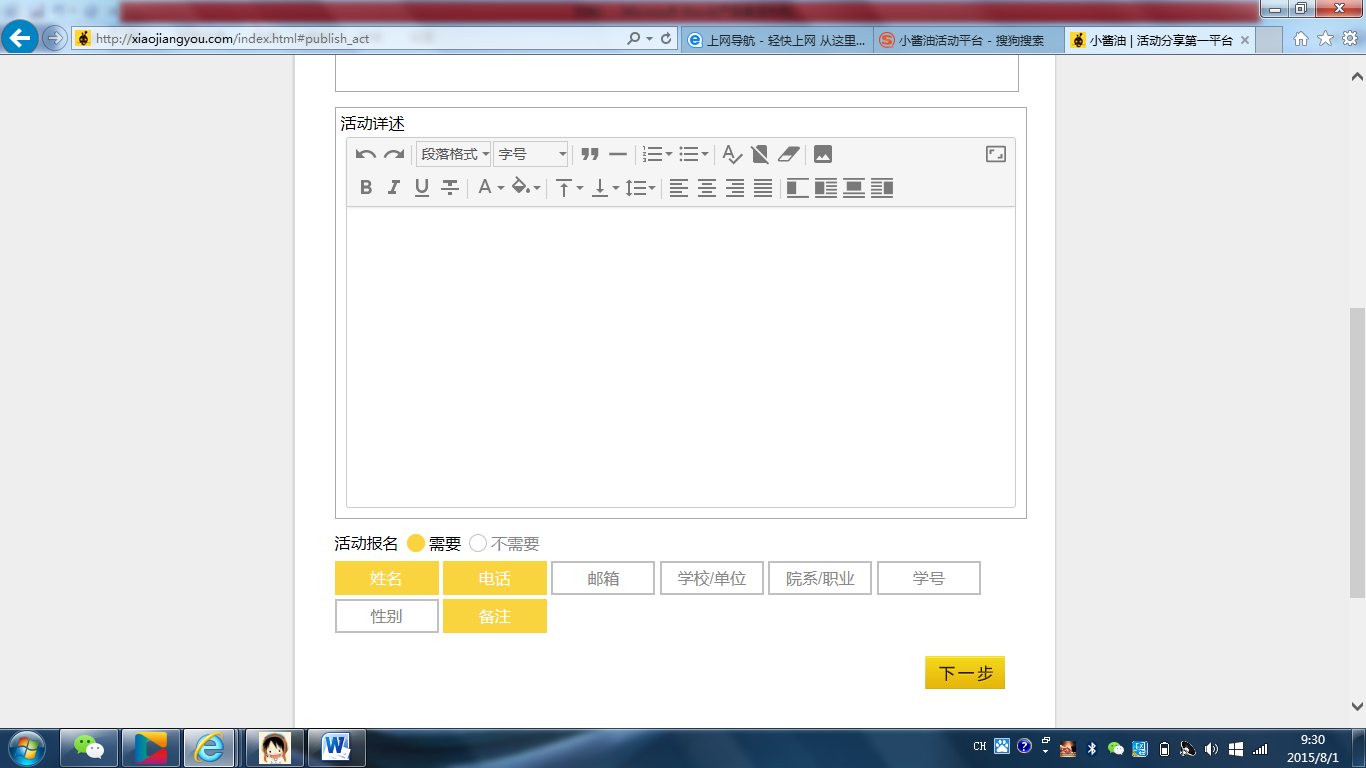 http://xiaojiangyou.com/index.html#publish_act
上网导航 - 轻快上网 从这里...
小酱油活动平台 - 搜狗搜索
小酱油 | 活动分享第一平台
活动详述
段落格式 字号
B I U A
活动报名 需要 不需要
姓名 电话 邮箱 学校/单位 院系/职业 学号
性别 备注
下一步
CH
9:30
2015/8/1